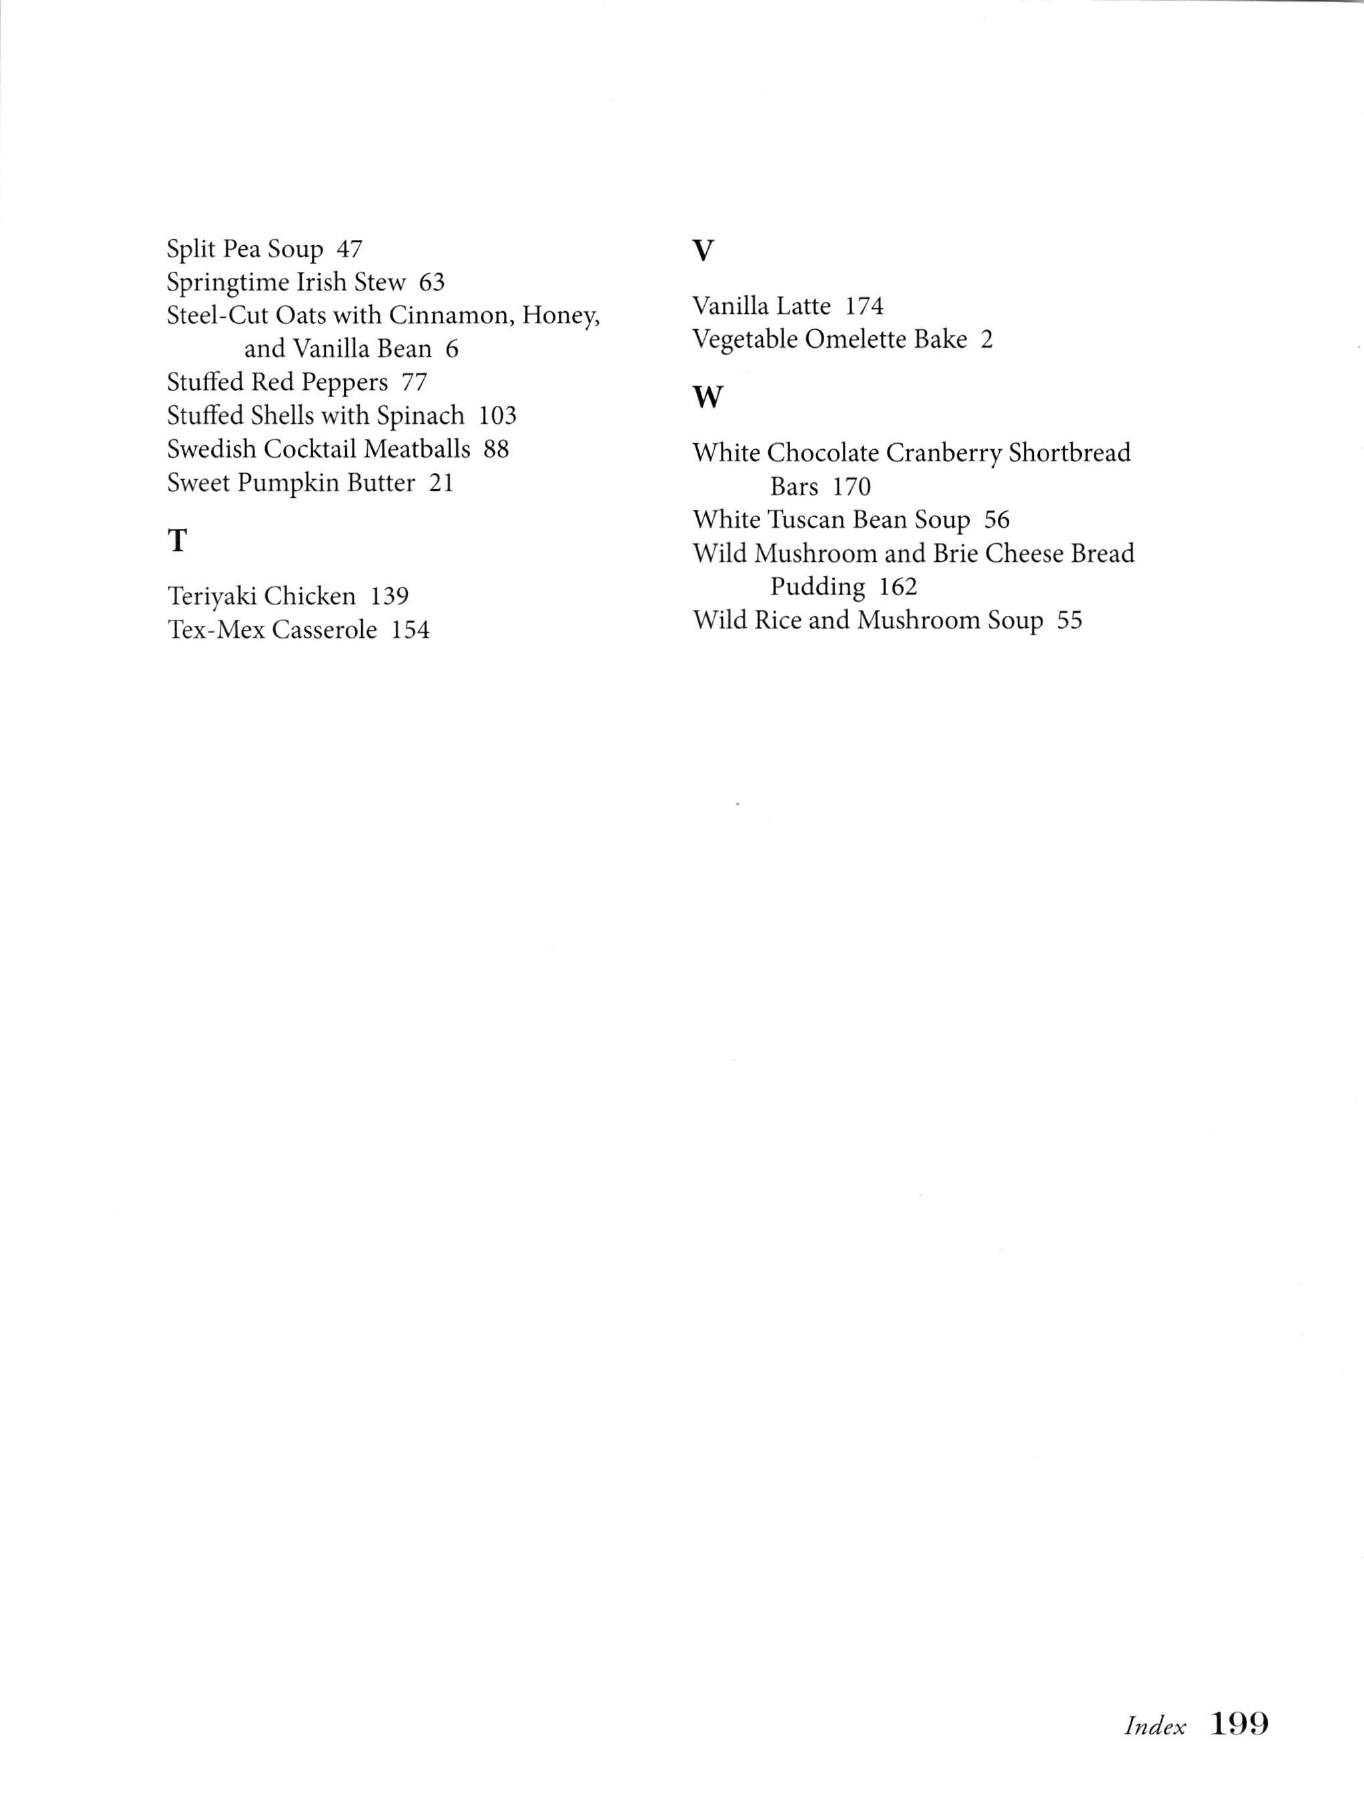 Split Pea Soup 47
Springtime Irish Stew 63
Steel-Cut Oats with Cinnamon, Honey,
and Vanilla Bean 6
Stuffed Red Peppers 77
Stuffed Shells with Spinach 103
Swedish Cocktail Meatballs 88
Sweet Pumpkin Butter 21
T
Teriyaki Chicken 139
Tex-Mex Casserole 154
V
Vanilla Latte 174
Vegetable Omelette Bake 2
W
White Chocolate Cranberry Shortbread
Bars 170
White Tuscan Bean Soup 56
Wild Mushroom and Brie Cheese Bread
Pudding 162
Wild Rice and Mushroom Soup 55
Index 199